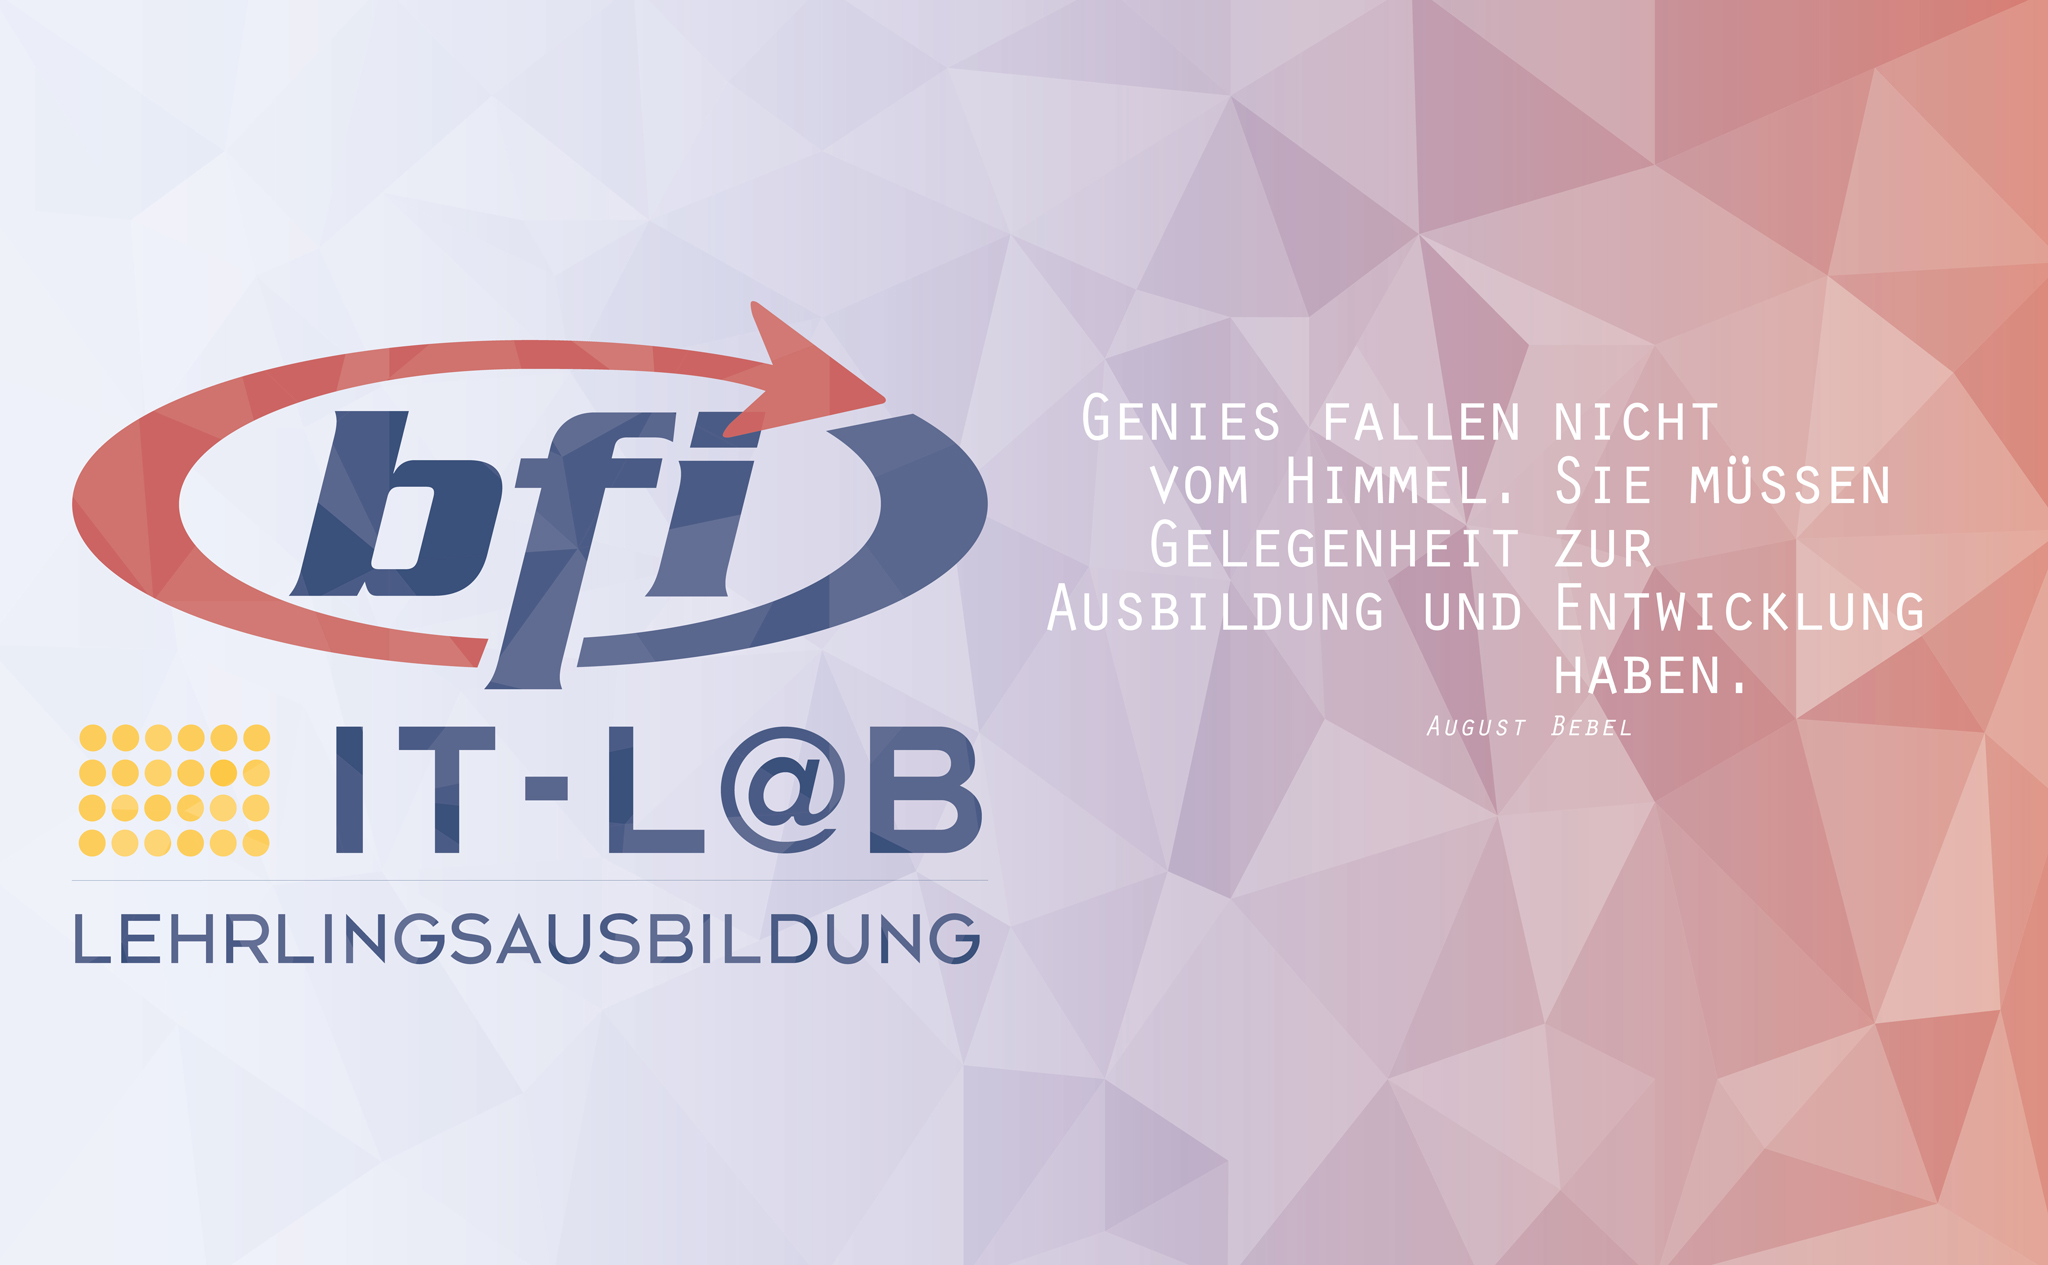 bfi
IT-L@B
LEHRLINGSAUSBILDUNG
GENIES FALLEN NICHT
VOM HIMMEL. SIE MÜSSEN
GELEGENHEIT ZUR
AUSBILDUNG UND ENTWICKLUNG
HABEN.
AUGUST BEBEL